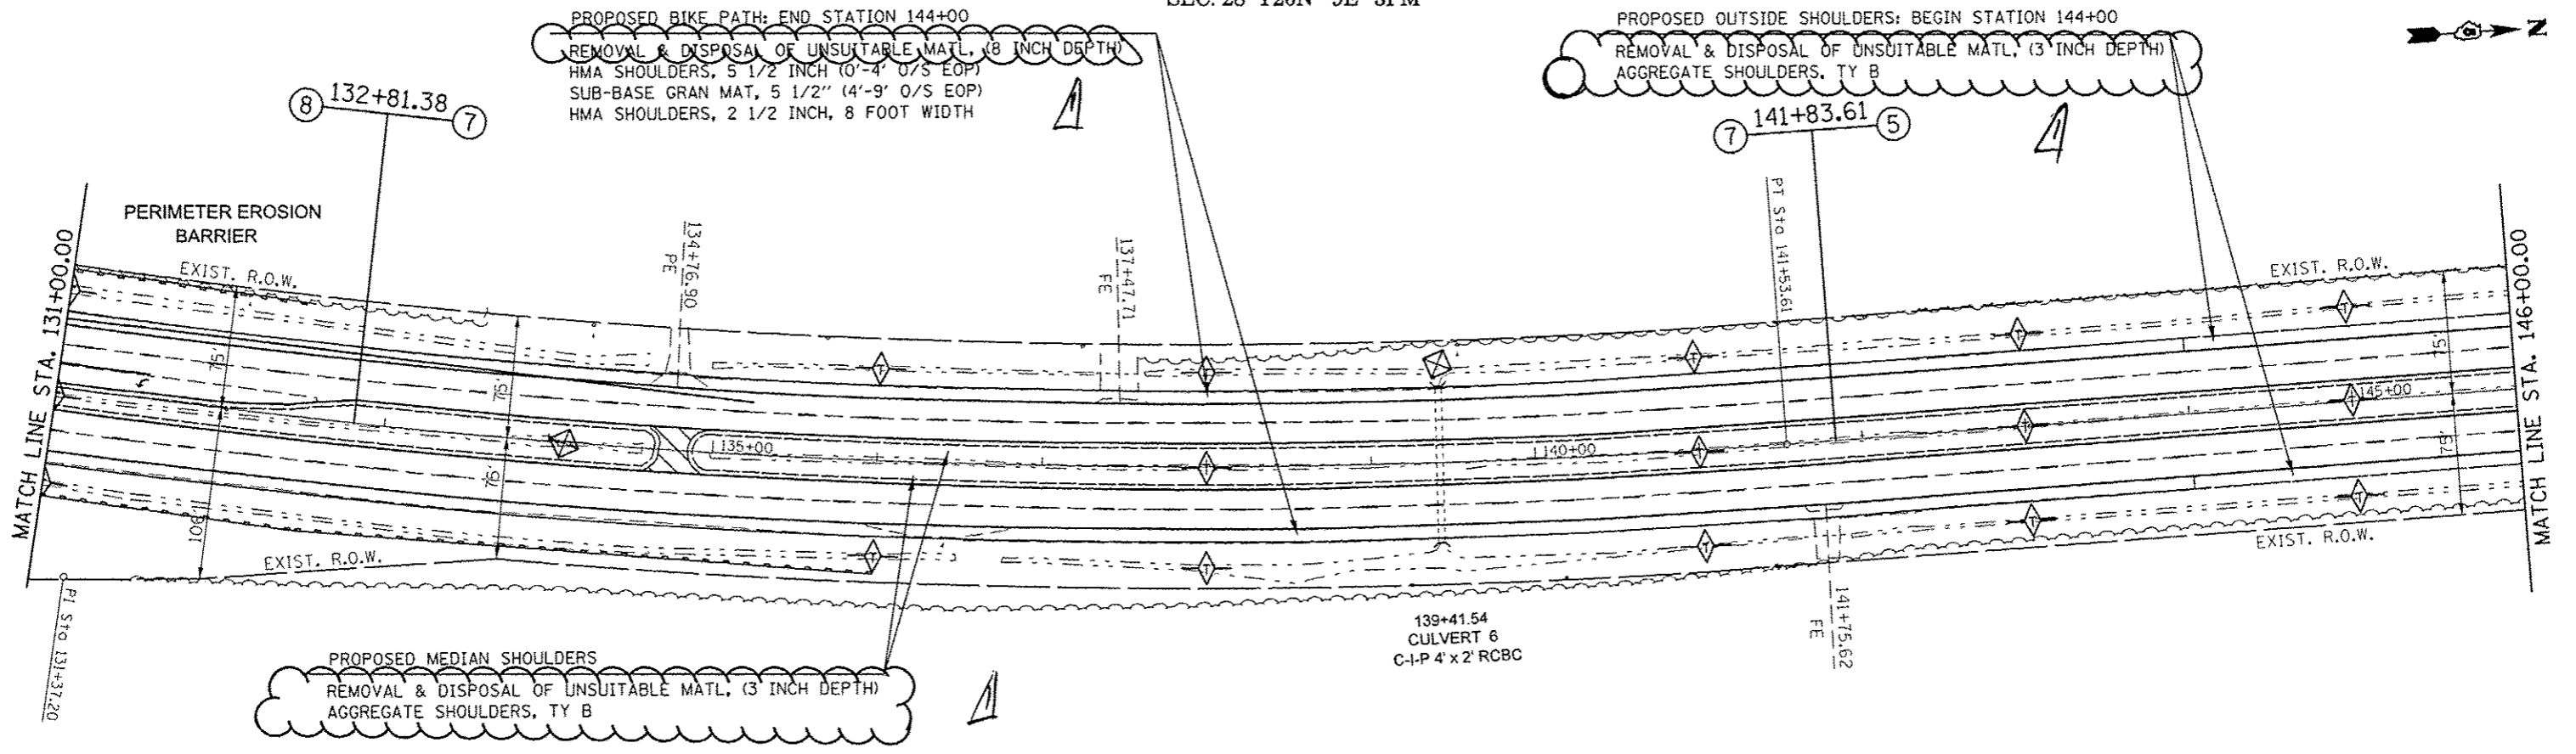 SEC. 28 T26N
PROPOSED BIKE PATH: END STATION 144+00
REMOVAL & DISPOSAL OF UNSUITABLE MATL, (8 INCH DEPTH)
HMA SHOULDERS, 5 1/2 INCH (0'-4' O/S EOP)
SUB-BASE GRAN MAT, 5 1/2" (4'-9' O/S EOP)
HMA SHOULDERS, 2 1/2 INCH, 8 FOOT WIDTH
PROPOSED OUTSIDE SHOULDERS: BEGIN STATION 144+00
REMOVAL & DISPOSAL OF UNSUITABLE MATL, (3 INCH DEPTH)
AGGREGATE SHOULDERS, TY B
N
8 132+81.38 7
7 141+83.61 5
PERIMETER EROSION
BARRIER
MATCH LINE STA. 131+00.00
EXIST. R.O.W.
134+76.90
PE
137+47.71
FE
PT Sta 141+53.61
EXIST. R.O.W.
MATCH LINE STA. 146+00.00
75'
75'
75'
145+00
T
T
T
T
T
135+00
140+00
T
T
T
T
75'
75'
106'
T
T
T
T
T
EXIST. R.O.W.
EXIST. R.O.W.
PI Sta 131+37.20
139+41.54
CULVERT 6
C-I-P 4' x 2' RCBC
141+75.62
FE
PROPOSED MEDIAN SHOULDERS
REMOVAL & DISPOSAL OF UNSUITABLE MATL, (3 INCH DEPTH)
AGGREGATE SHOULDERS, TY B